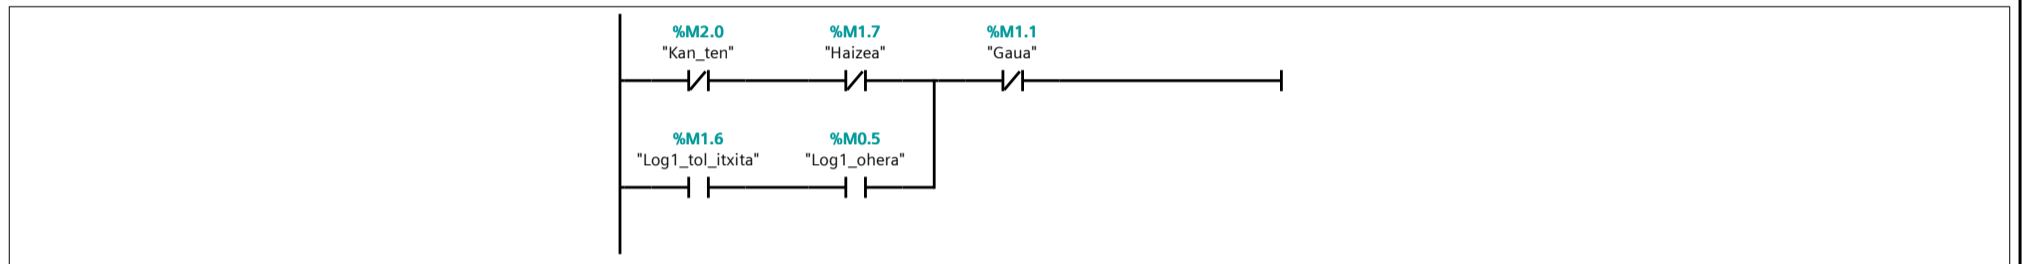 %M2.0 %M1.7 %M1.1
"Kan_ten" "Haizea" "Gaua"
%M1.6 %M0.5
"Log1_tol_itxita" "Log1_ohera"